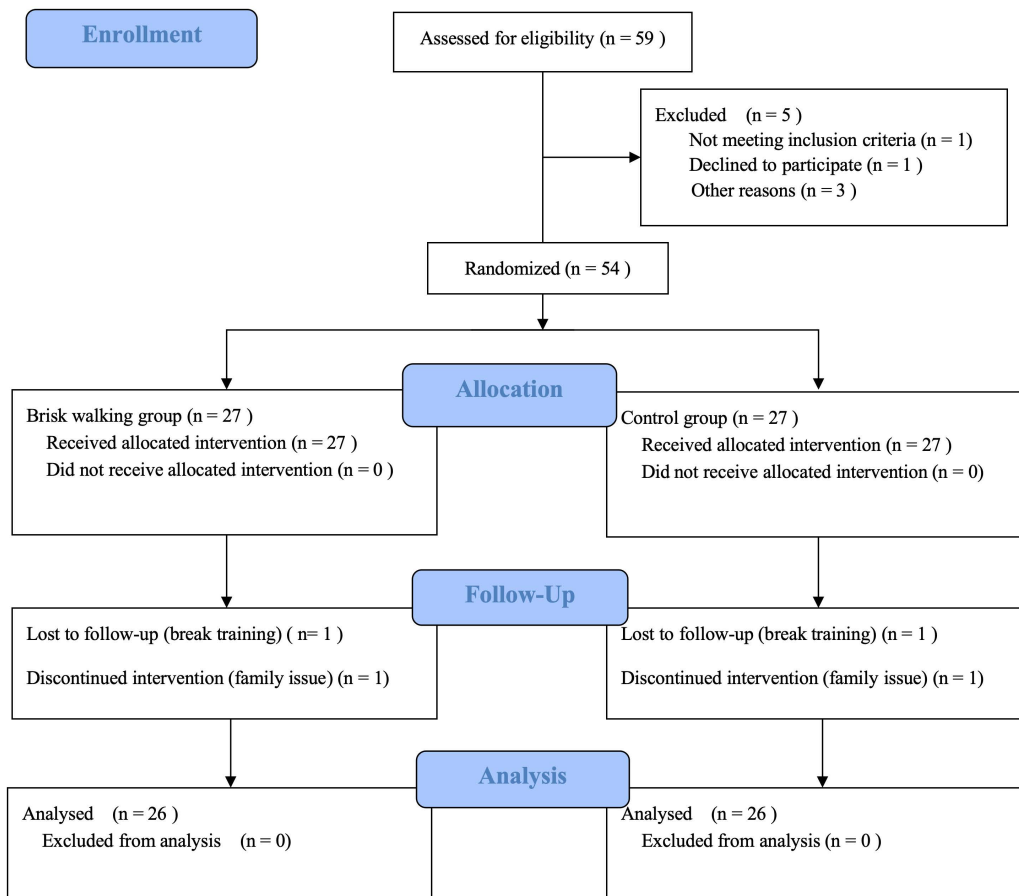 Enrollment
Assessed for eligibility (n = 59 )
Excluded (n = 5 )
Not meeting inclusion criteria (n = 1)
Declined to participate (n = 1 )
Other reasons (n = 3 )
Randomized (n = 54 )
Allocation
Brisk walking group (n = 27 )
Received allocated intervention (n = 27 )
Did not receive allocated intervention (n = 0 )
Control group (n = 27 )
Received allocated intervention (n = 27 )
Did not receive allocated intervention (n = 0)
Follow-Up
Lost to follow-up (break training) ( n= 1 )
Discontinued intervention (family issue) (n = 1)
Lost to follow-up (break training) (n = 1 )
Discontinued intervention (family issue) (n = 1)
Analysis
Analysed (n = 26 )
Excluded from analysis (n = 0)
Analysed (n = 26 )
Excluded from analysis (n = 0 )